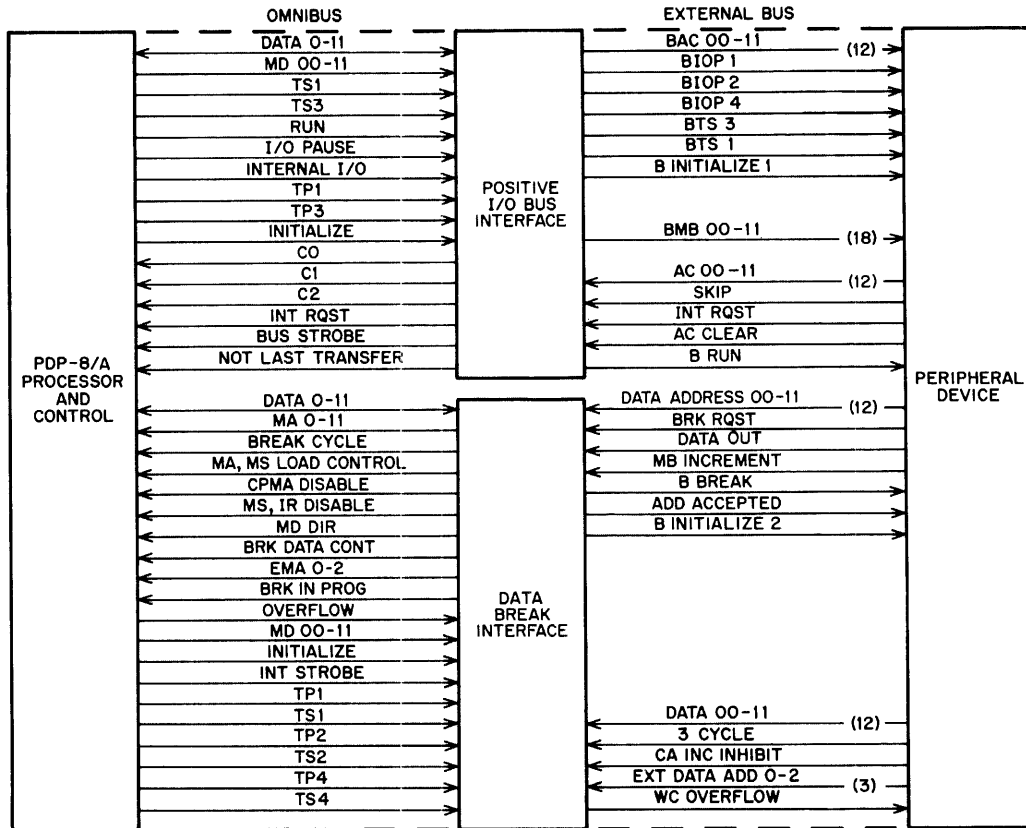 OMNIBUS
EXTERNAL BUS
DATA 0-11
MD 00-11
TS1
TS3
RUN
I/O PAUSE
INTERNAL I/O
TP1
TP3
INITIALIZE
C0
C1
C2
INT RQST
BUS STROBE
NOT LAST TRANSFER
BAC 00-11
(12)
BIOP 1
BIOP 2
BIOP 4
BTS 3
BTS 1
B INITIALIZE 1
BMB 00-11
(18)
AC 00-11
(12)
SKIP
INT RQST
AC CLEAR
B RUN
POSITIVE
I/O BUS
INTERFACE
PDP-8/A
PROCESSOR
AND
CONTROL
PERIPHERAL
DEVICE
DATA 0-11
MA 0-11
BREAK CYCLE
MA, MS LOAD CONTROL
CPMA DISABLE
MS, IR DISABLE
MD DIR
BRK DATA CONT
EMA 0-2
BRK IN PROG
OVERFLOW
MD 00-11
INITIALIZE
INT STROBE
TP1
TS1
TP2
TS2
TP4
TS4
DATA
BREAK
INTERFACE
DATA ADDRESS 00-11
(12)
BRK RQST
DATA OUT
MB INCREMENT
B BREAK
ADD ACCEPTED
B INITIALIZE 2
DATA 00-11
(12)
3 CYCLE
CA INC INHIBIT
EXT DATA ADD 0-2
(3)
WC OVERFLOW